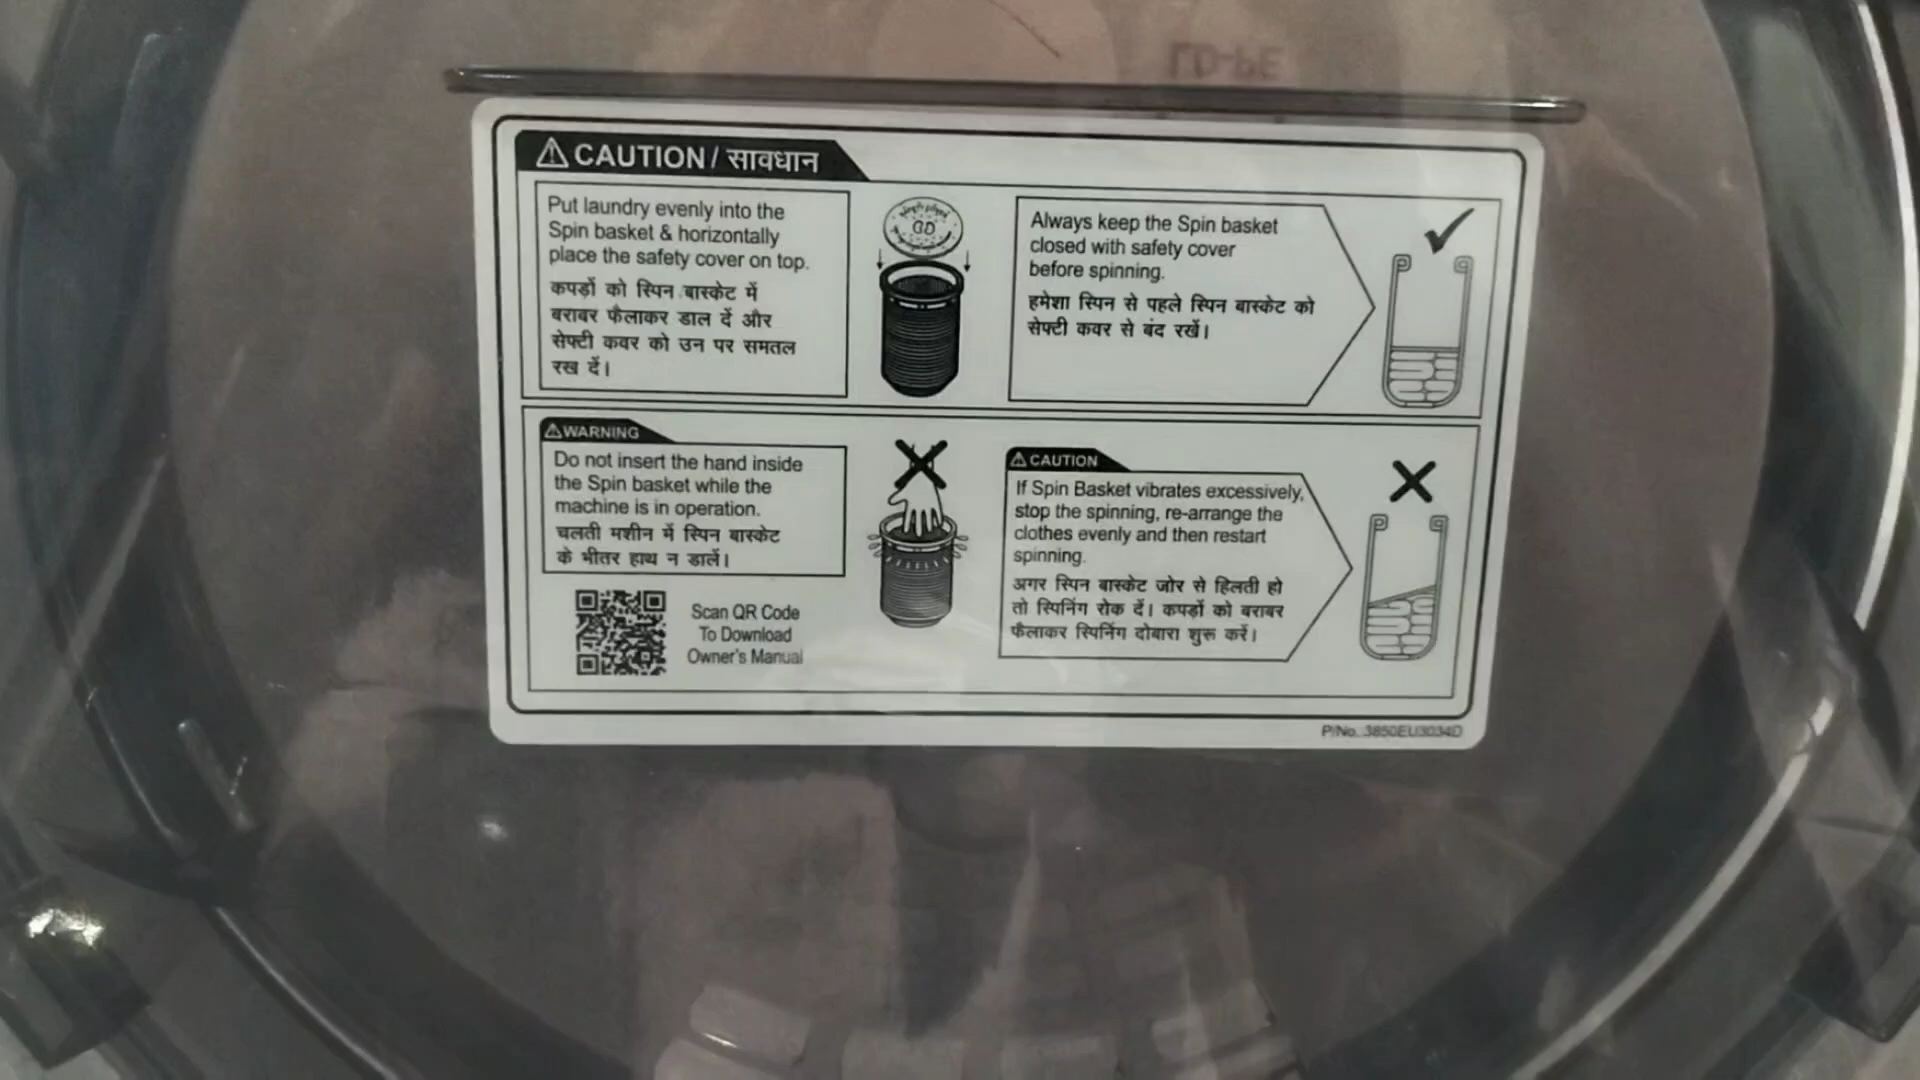 CAUTION / सावधान
Put laundry evenly into the
Spin basket & horizontally
place the safety cover on top.
कपड़ों को स्पिन बास्केट में
बराबर फैलाकर डाल दें और
सेफ्टी कवर को उन पर समतल
रख दें।
Always keep the Spin basket
closed with safety cover
before spinning.
हमेशा स्पिन से पहले स्पिन बास्केट को
सेफ्टी कवर से बंद रखें।
WARNING
Do not insert the hand inside
the Spin basket while the
machine is in operation.
चलती मशीन में स्पिन बास्केट
के भीतर हाथ न डालें।
Scan QR Code
To Download
Owner's Manual
CAUTION
If Spin Basket vibrates excessively,
stop the spinning, re-arrange the
clothes evenly and then restart
spinning.
अगर स्पिन बास्केट जोर से हिलती हो
तो स्पिनिंग रोक दें। कपड़ों को बराबर
फैलाकर स्पिनिंग दोबारा शुरू करें।
P/No.:3850EU3034D